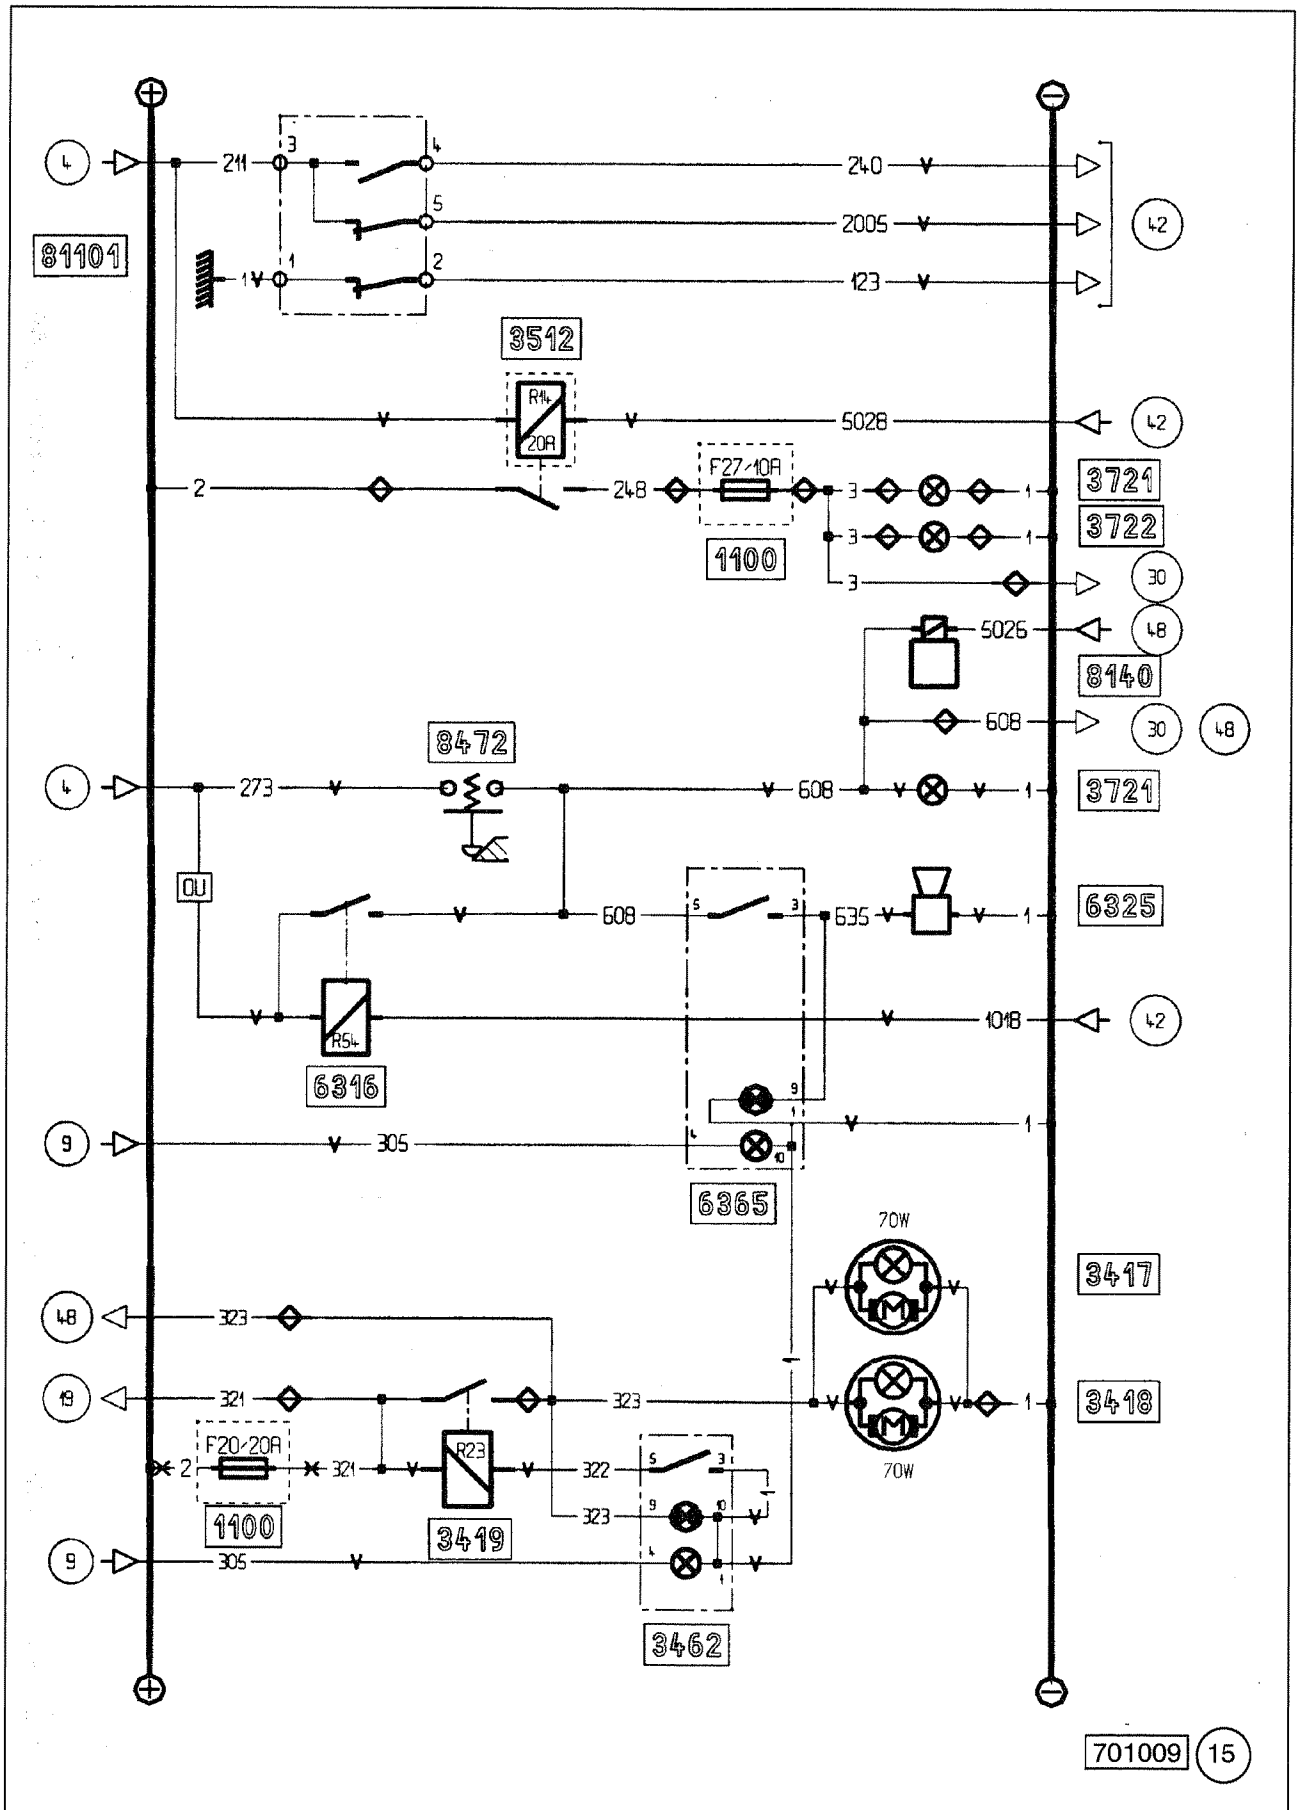 + −
4 211 3 4 240 V
5 2005 V 42
81101
1 V 1 2 123 V
3512
R14
20A
V V 5028 42
2 248 F27/10A 3 1 3721
3 1 3722
1100
3 30
5026 48
8140
608 30 48
8472
4 273 V V 608 V V 1 3721
OU
V 608 5 3 635 V V 1 6325
V R54 V 1018 42
6316
9 1 V 1
9 V 305 4 10
6365
70W
3417
V V
48 323
1
19 321 323 V V 1 3418
F20/20A R23 5 3
2 321 V V 322 1
70W
1100 323 9 10 V
3419
9 305 V 4 1 V
3462
+ −
701009 15